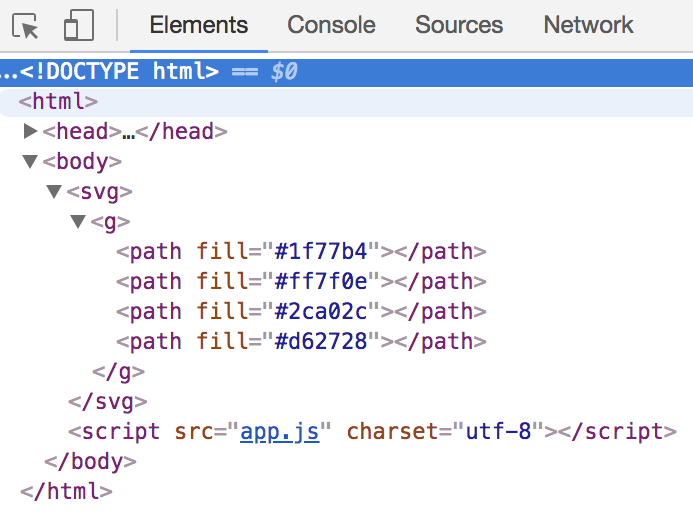 Elements Console Sources Network
…<!DOCTYPE html> == $0
<html>
▶<head>…</head>
▼<body>
▼<svg>
▼<g>
<path fill="#1f77b4"></path>
<path fill="#ff7f0e"></path>
<path fill="#2ca02c"></path>
<path fill="#d62728"></path>
</g>
</svg>
<script src="app.js" charset="utf-8"></script>
</body>
</html>